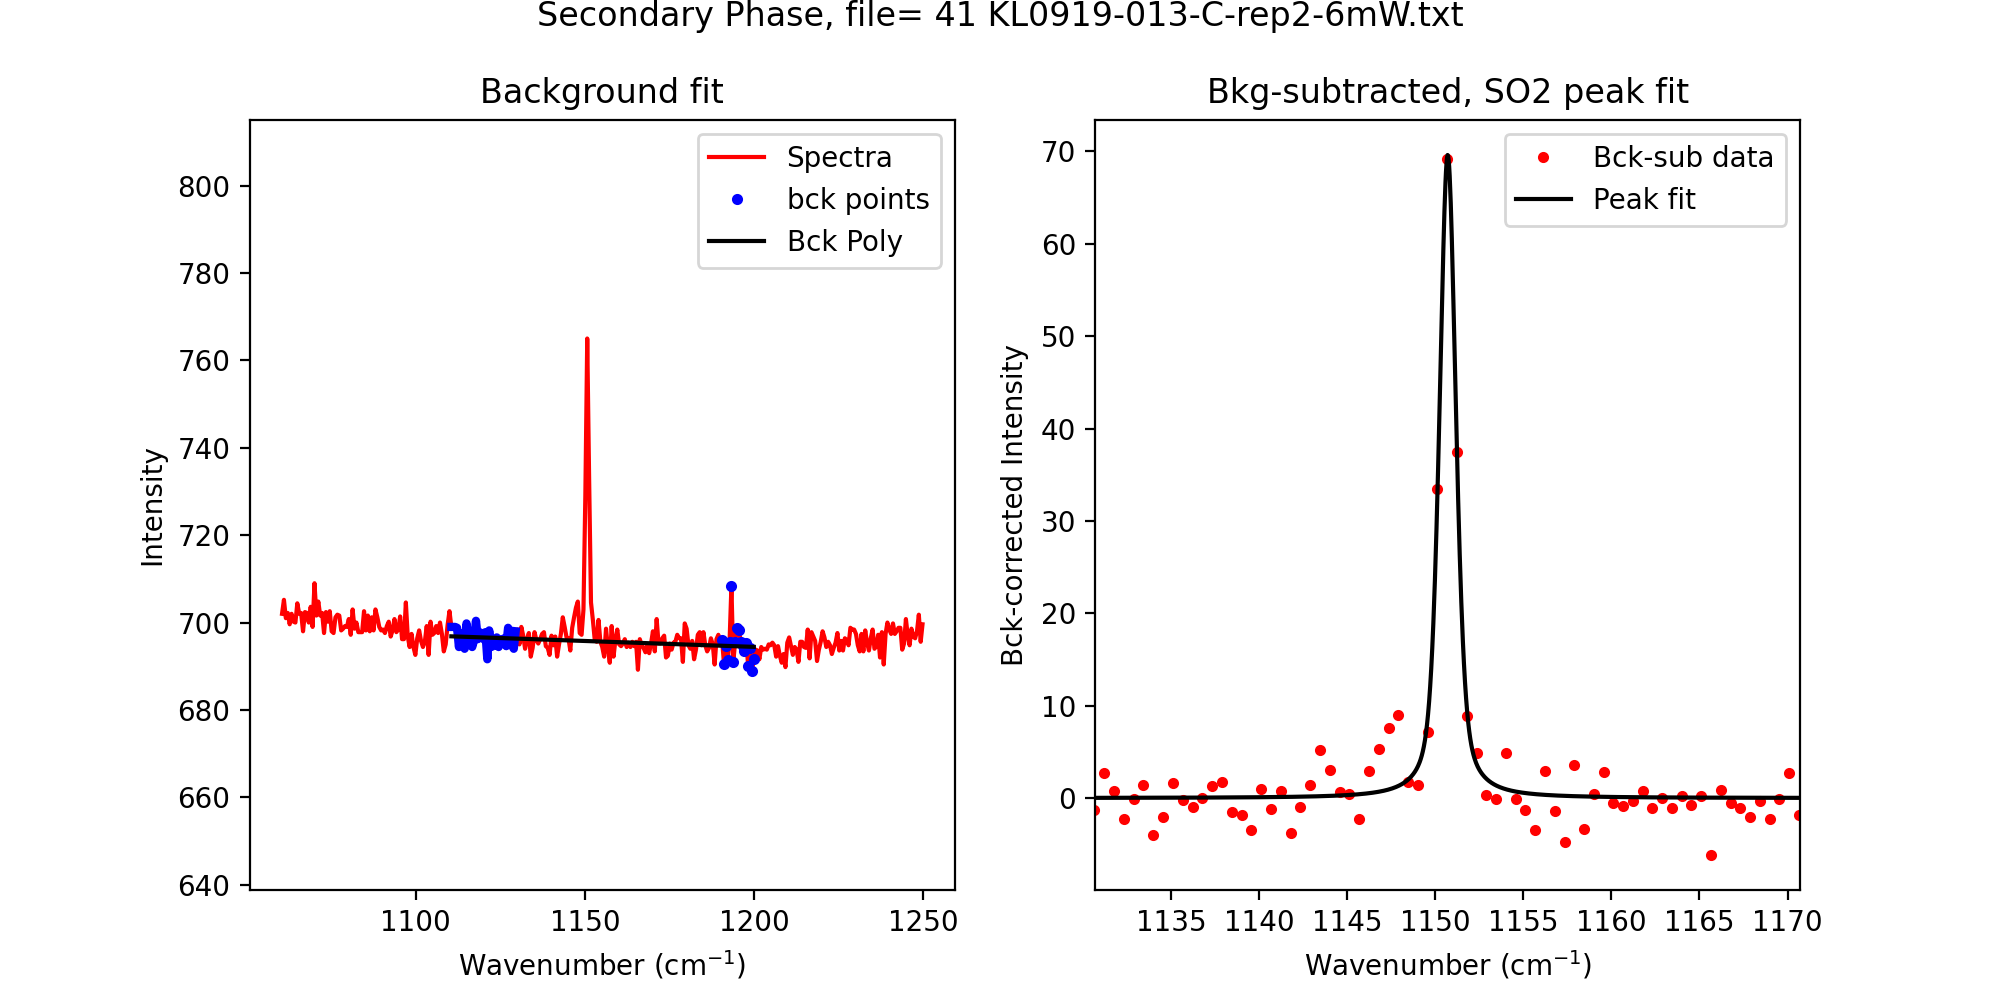 Secondary Phase, file= 41 KL0919-013-C-rep2-6mW.txt
Background fit
Spectra
bck points
Bck Poly
Intensity
800
780
760
740
720
700
680
660
640
1100 1150 1200 1250
Wavenumber (cm⁻¹)
Bkg-subtracted, SO2 peak fit
Bck-sub data
Peak fit
Bck-corrected Intensity
70
60
50
40
30
20
10
0
1135 1140 1145 1150 1155 1160 1165 1170
Wavenumber (cm⁻¹)